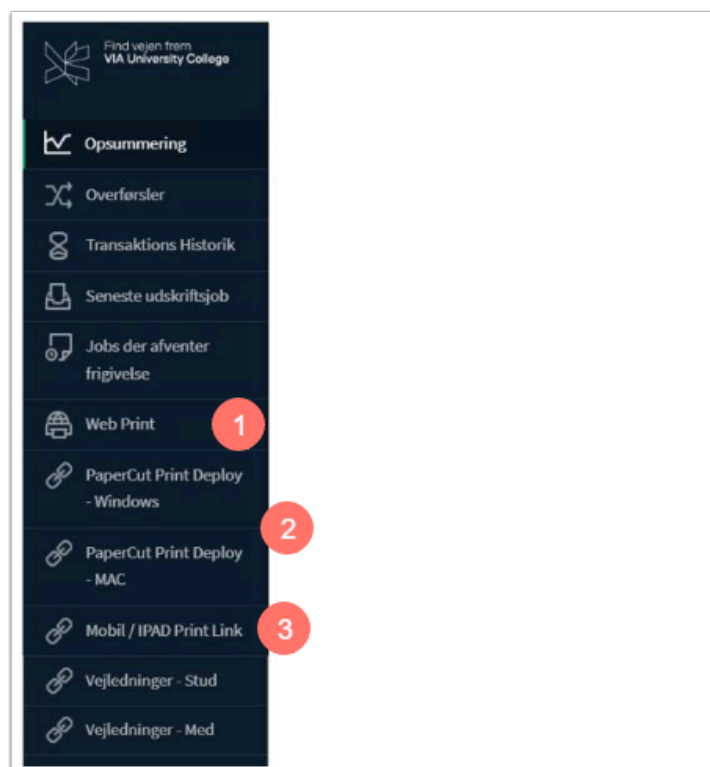 Find vejen frem
VIA University College
Opsummering
Overførsler
Transaktions Historik
Seneste udskriftsjob
Jobs der afventer
frigivelse
Web Print
1
PaperCut Print Deploy
- Windows
2
PaperCut Print Deploy
- MAC
Mobil / IPAD Print Link
3
Vejledninger - Stud
Vejledninger - Med